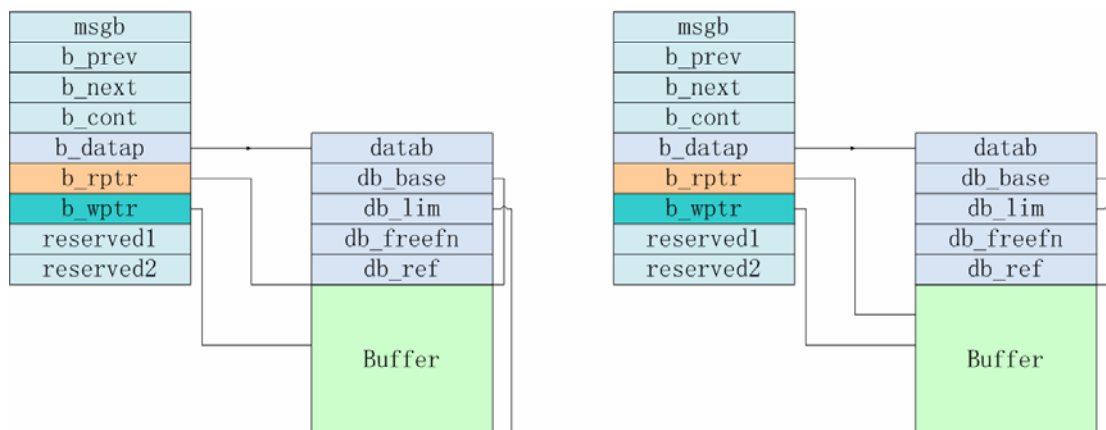 msgb
b_prev
b_next
b_cont
b_datap
b_rptr
b_wptr
reserved1
reserved2
datab
db_base
db_lim
db_freefn
db_ref
Buffer
msgb
b_prev
b_next
b_cont
b_datap
b_rptr
b_wptr
reserved1
reserved2
datab
db_base
db_lim
db_freefn
db_ref
Buffer